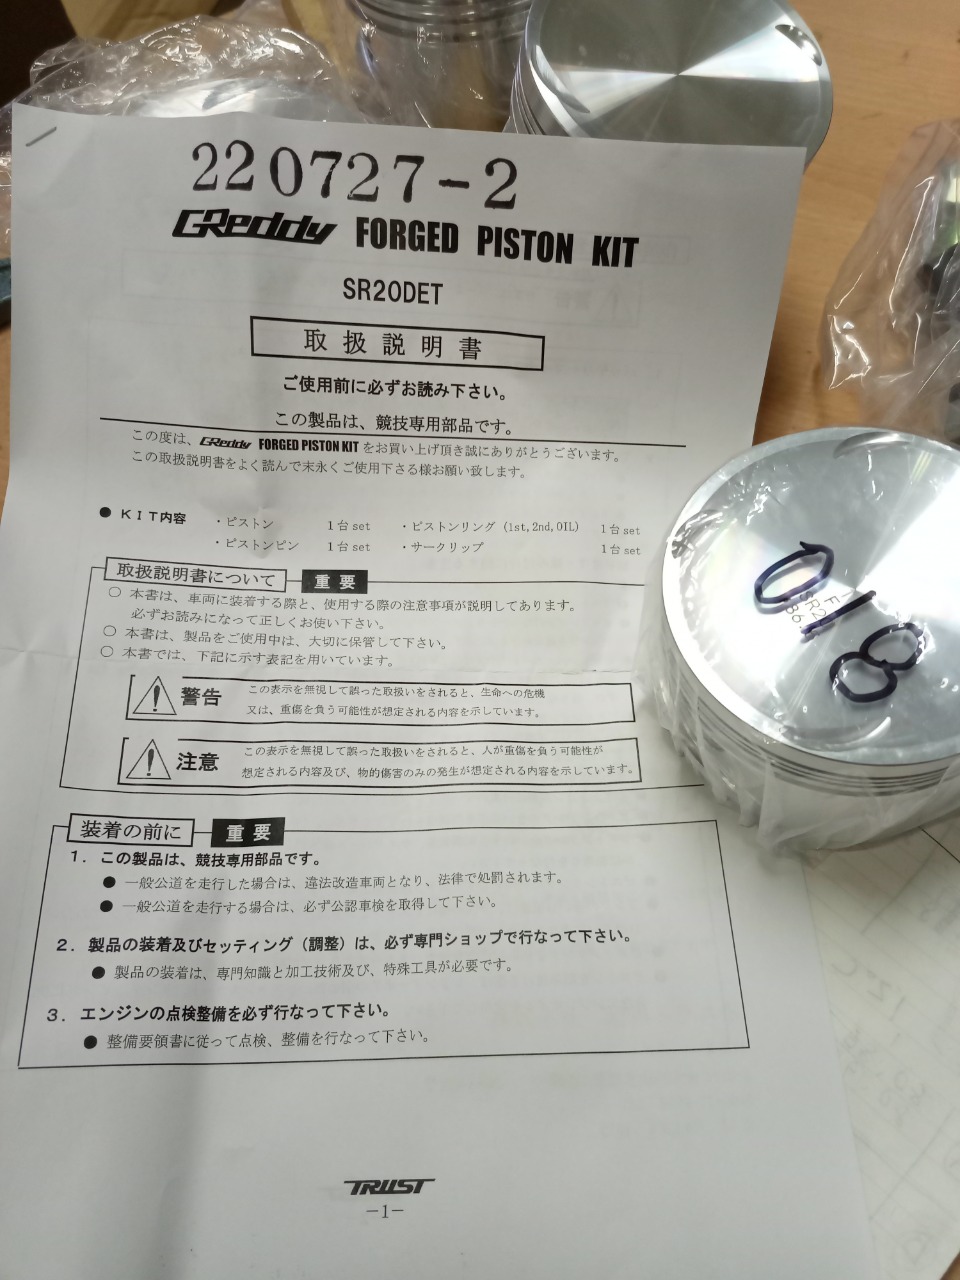 220727-2
GReddy FORGED PISTON KIT
SR20DET
取扱説明書
ご使用前に必ずお読み下さい。
この製品は、競技専用部品です。
この度は、GReddy FORGED PISTON KIT をお買い上げ頂き誠にありがとうございます。
この取扱説明書をよく読んで末永くご使用下さる様お願い致します。
● KIT内容 ・ピストン 1台set ・ピストンリング (1st,2nd,OIL) 1台set
・ピストンピン 1台set ・サークリップ 1台set
取扱説明書について 重要
○ 本書は、車両に装着する際と、使用する際の注意事項が説明してあります。
必ずお読みになって正しくお使い下さい。
○ 本書は、製品をご使用中は、大切に保管して下さい。
○ 本書では、下記に示す表記を用いています。
警告 この表示を無視して誤った取扱いをされると、生命への危機
又は、重傷を負う可能性が想定される内容を示しています。
注意 この表示を無視して誤った取扱いをされると、人が重傷を負う可能性が
想定される内容及び、物的傷害のみの発生が想定される内容を示しています。
装着の前に 重要
1. この製品は、競技専用部品です。
● 一般公道を走行した場合は、違法改造車両となり、法律で処罰されます。
● 一般公道を走行する場合は、必ず公認車検を取得して下さい。
2. 製品の装着及びセッティング（調整）は、必ず専門ショップで行なって下さい。
● 製品の装着は、専門知識と加工技術及び、特殊工具が必要です。
3. エンジンの点検整備を必ず行なって下さい。
● 整備要領書に従って点検、整備を行なって下さい。
TRUST
-1-
018
SR20